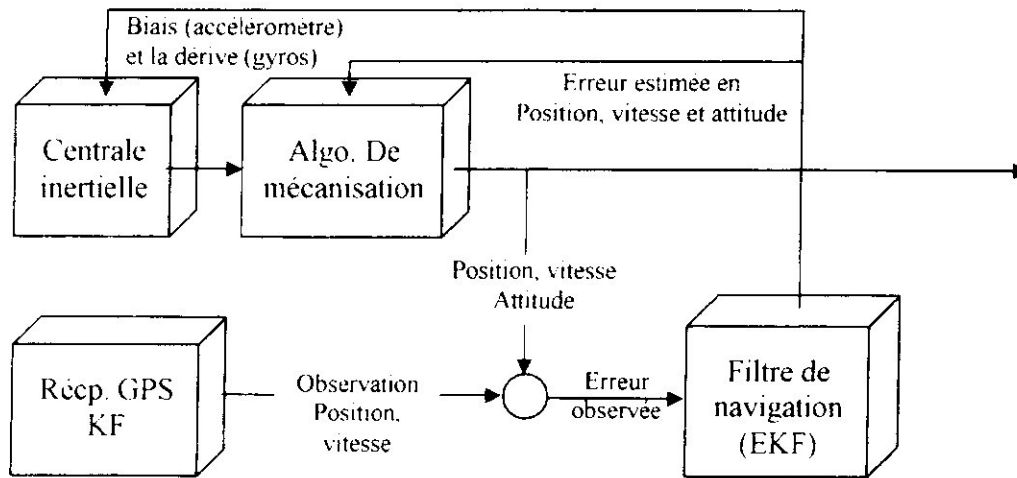 Biais (accéléromètre)
et la dérive (gyros)
Erreur estimée en
Position, vitesse et attitude
Centrale
inertielle
Algo. De
mécanisation
Position, vitesse
Attitude
Récp. GPS
KF
Observation
Position,
vitesse
Erreur
observée
Filtre de
navigation
(EKF)